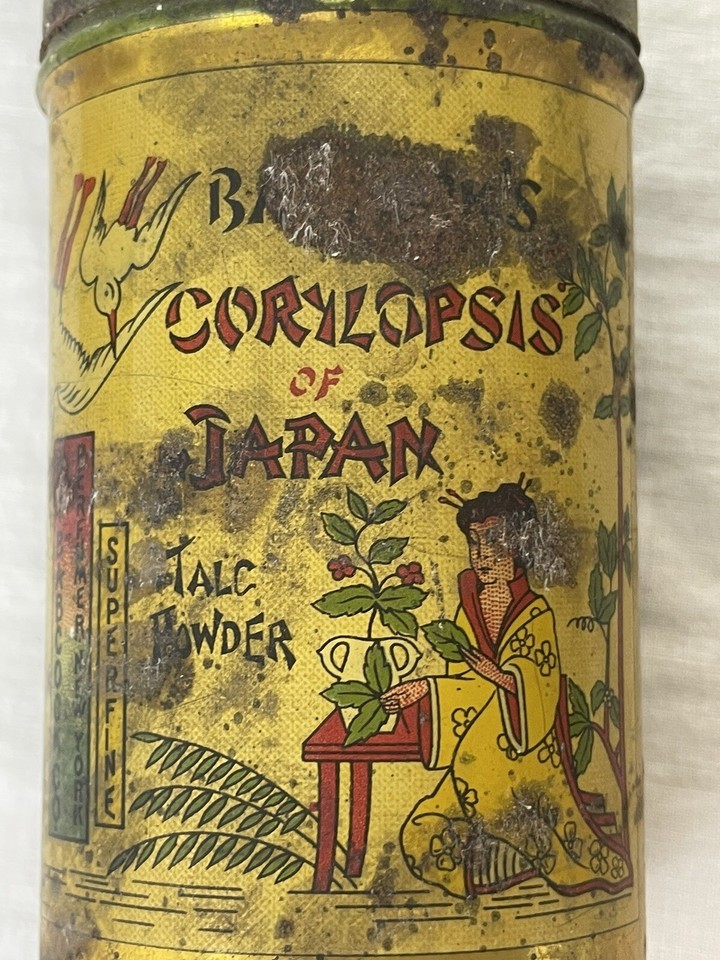 CORYLOPSIS
OF
JAPAN
TALC
POWDER
SUPERFINE
PERFUMER NEW YORK